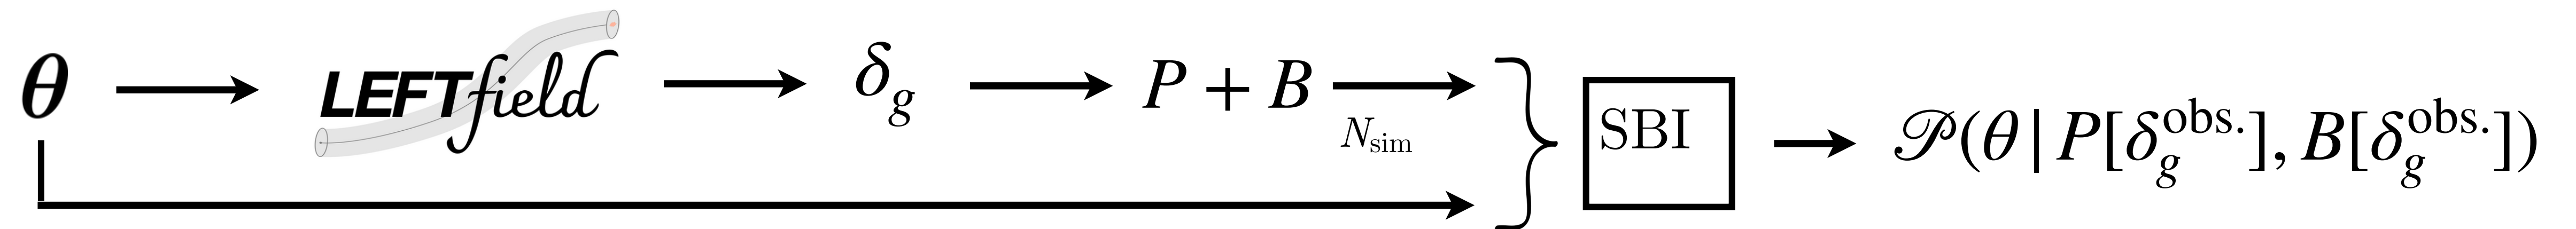 θ → LEFTfield → δ_g → P + B → N_sim } SBI → 𝒫(θ | P[δ_g^obs.], B[δ_g^obs.])